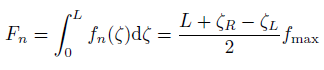 $F_n = \int_0^L f_n(\zeta)\mathrm{d}\zeta = \frac{L + \zeta_R - \zeta_L}{2} f_{max}$